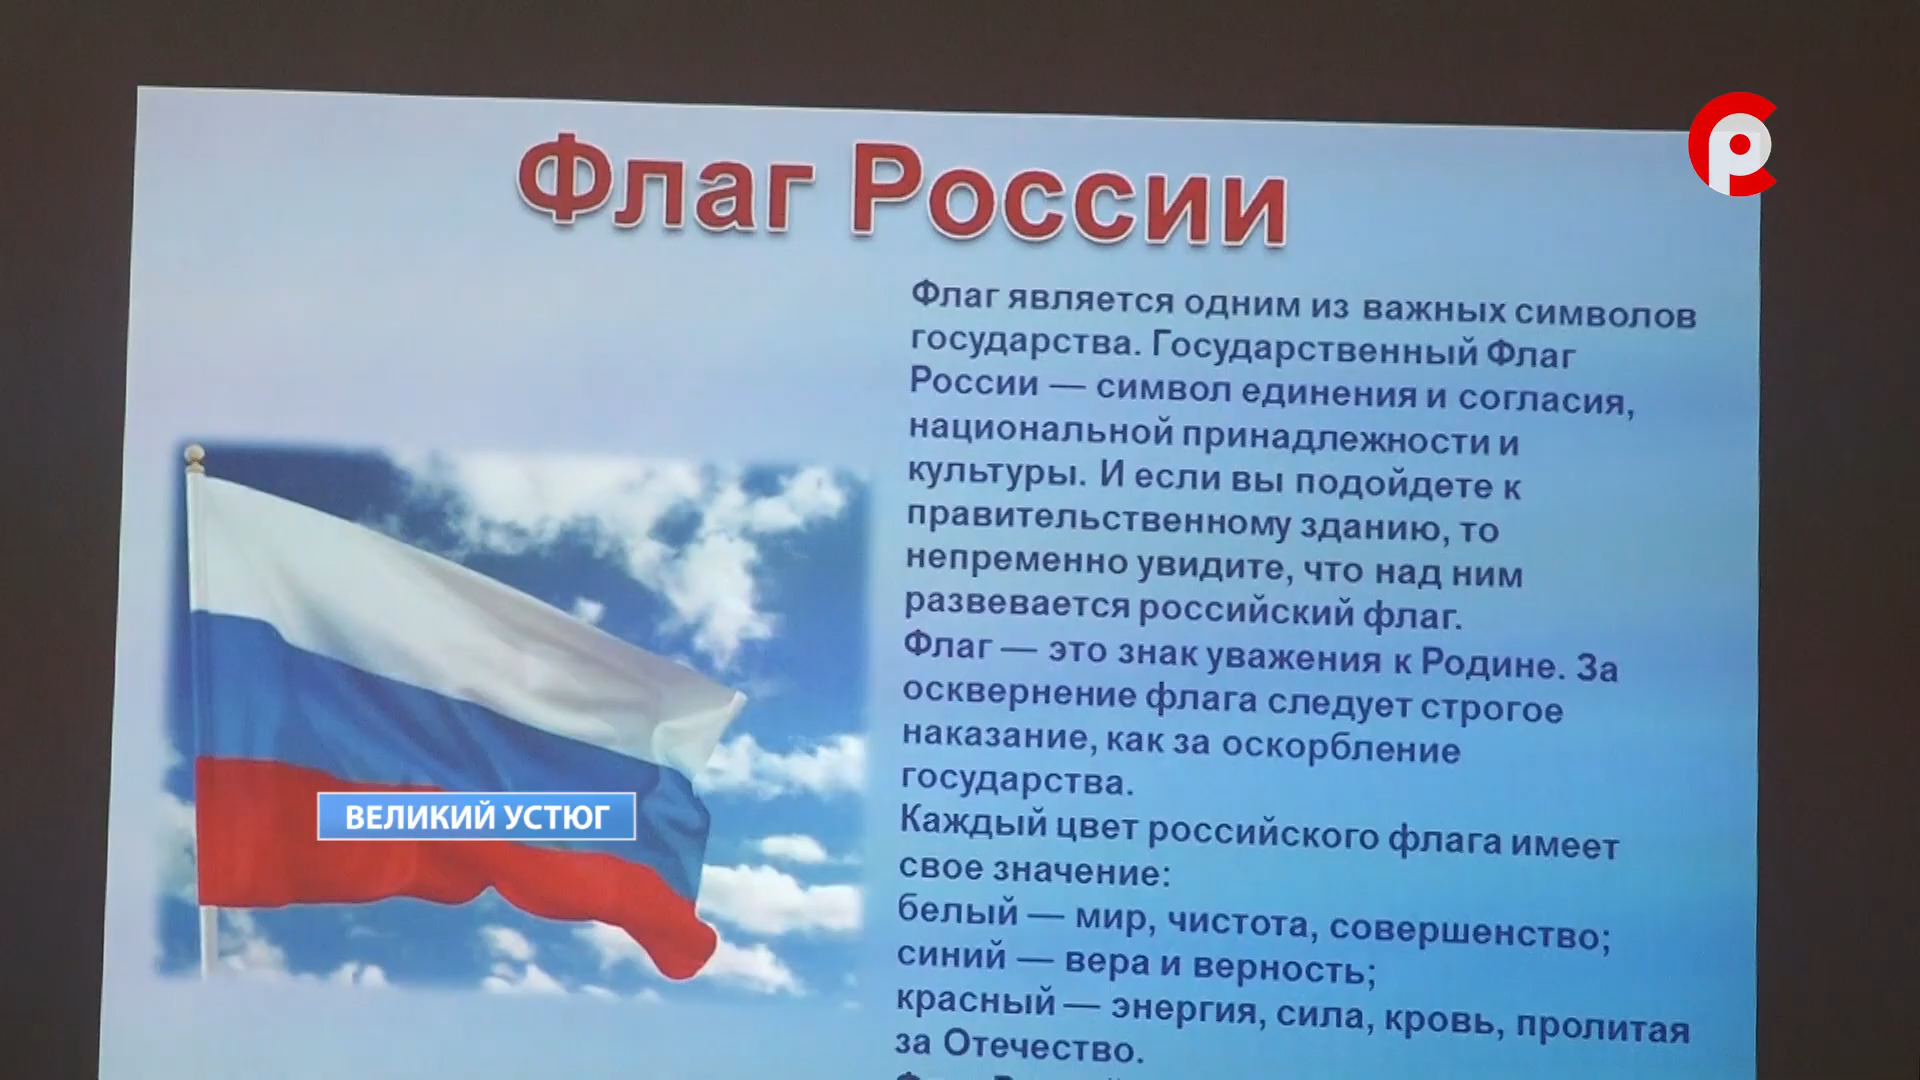 Флаг России
Флаг является одним из важных символов
государства. Государственный Флаг
России — символ единения и согласия,
национальной принадлежности и
культуры. И если вы подойдете к
правительственному зданию, то
непременно увидите, что над ним
развевается российский флаг.
Флаг — это знак уважения к Родине. За
осквернение флага следует строгое
наказание, как за оскорбление
государства.
Каждый цвет российского флага имеет
свое значение:
белый — мир, чистота, совершенство;
синий — вера и верность;
красный — энергия, сила, кровь, пролитая
за Отечество.
ВЕЛИКИЙ УСТЮГ